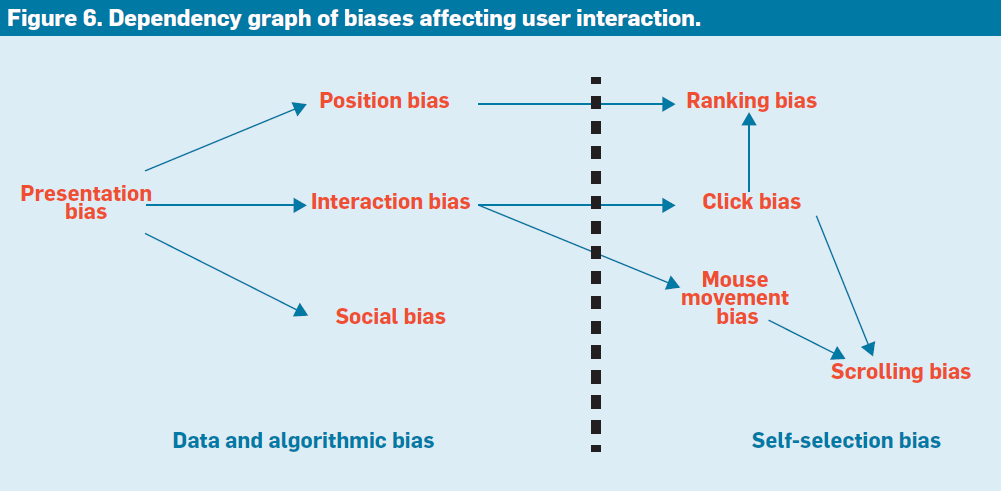 Figure 6. Dependency graph of biases affecting user interaction.
Position bias
Ranking bias
Presentation
bias
Interaction bias
Click bias
Mouse
movement
bias
Social bias
Scrolling bias
Data and algorithmic bias
Self-selection bias